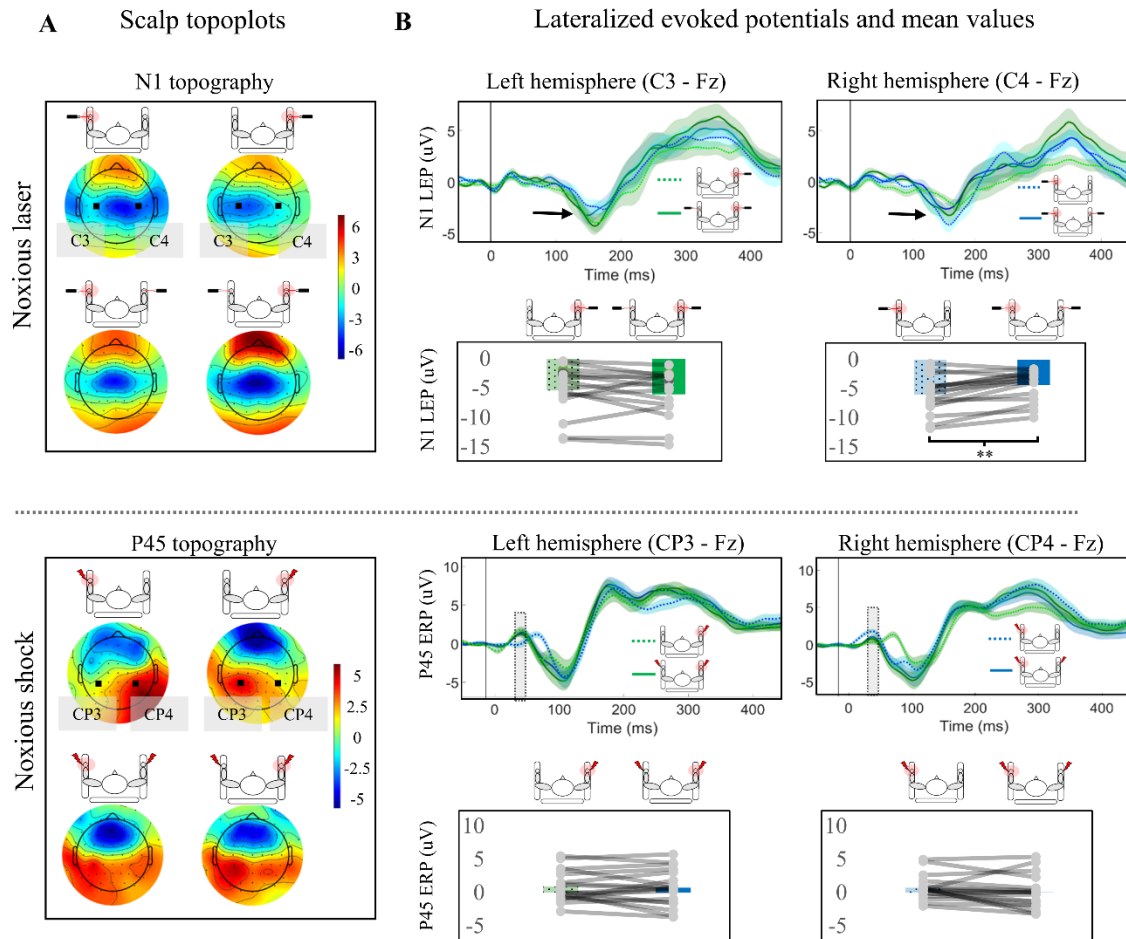 A
Scalp topoplots
B
Lateralized evoked potentials and mean values
Noxious laser
N1 topography
C3
C4
C3
C4
6
3
0
-3
-6
Left hemisphere (C3 - Fz)
N1 LEP (uV)
5
0
-5
0
100
200
300
400
Time (ms)
Right hemisphere (C4 - Fz)
5
0
-5
0
100
200
300
400
Time (ms)
N1 LEP (uV)
0
-5
-10
-15
0
-5
-10
-15
**
Noxious shock
P45 topography
CP3
CP4
CP3
CP4
5
2.5
0
-2.5
-5
Left hemisphere (CP3 - Fz)
P45 ERP (uV)
10
5
0
-5
0
100
200
300
400
Time (ms)
Right hemisphere (CP4 - Fz)
10
5
0
-5
0
100
200
300
400
Time (ms)
P45 ERP (uV)
10
5
0
-5
10
5
0
-5